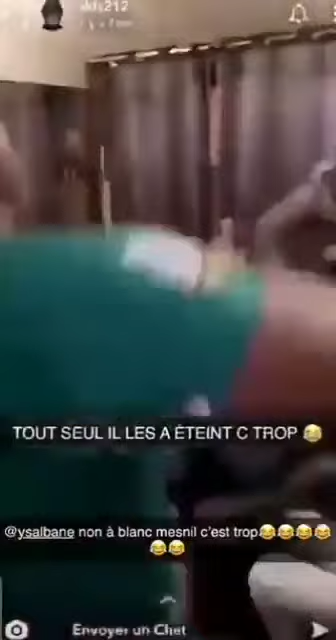 TOUT SEUL IL LES A ÉTEINT C TROP 😂
@ysalbane non à blanc mesnil c'est trop😂😂😂😂
😂😂
Envoyer un Chat